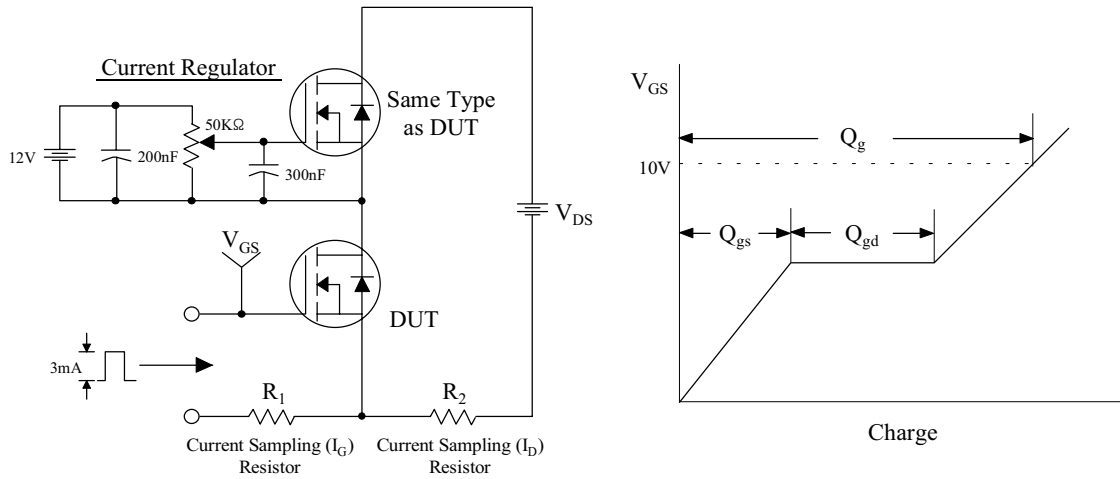 Current Regulator
Same Type
as DUT
50KΩ
12V
200nF
300nF
V_DS
V_GS
DUT
3mA
R_1
R_2
Current Sampling (I_G)
Resistor
Current Sampling (I_D)
Resistor
V_GS
Q_g
10V
Q_gs
Q_gd
Charge